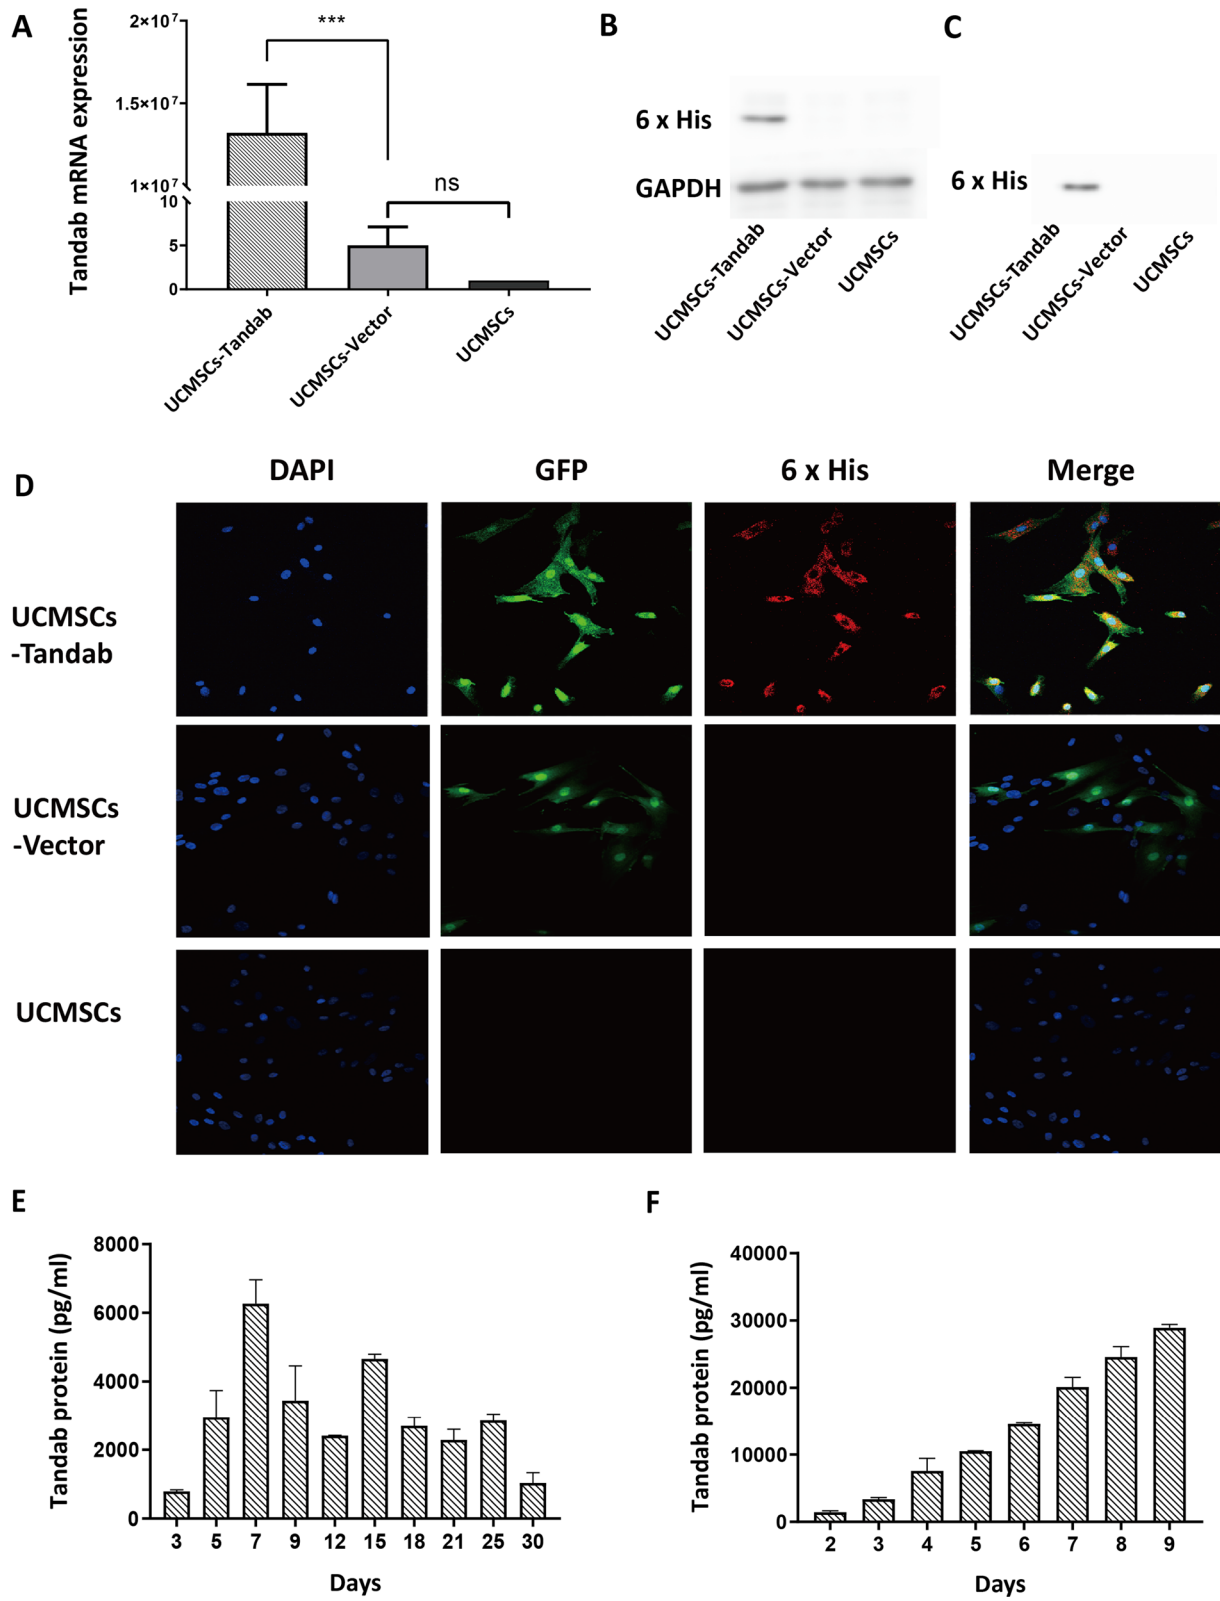 A
Tandab mRNA expression
2×10⁷
1.5×10⁷
1×10⁷
10
5
0
***
ns
UCMSCs-Tandab
UCMSCs-Vector
UCMSCs
B
6 x His
GAPDH
UCMSCs-Tandab
UCMSCs-Vector
UCMSCs
C
6 x His
UCMSCs-Tandab
UCMSCs-Vector
UCMSCs
D
DAPI GFP 6 x His Merge
UCMSCs
-Tandab
UCMSCs
-Vector
UCMSCs
E
Tandab protein (pg/ml)
8000
6000
4000
2000
0
3 5 7 9 12 15 18 21 25 30
Days
F
Tandab protein (pg/ml)
40000
30000
20000
10000
0
2 3 4 5 6 7 8 9
Days